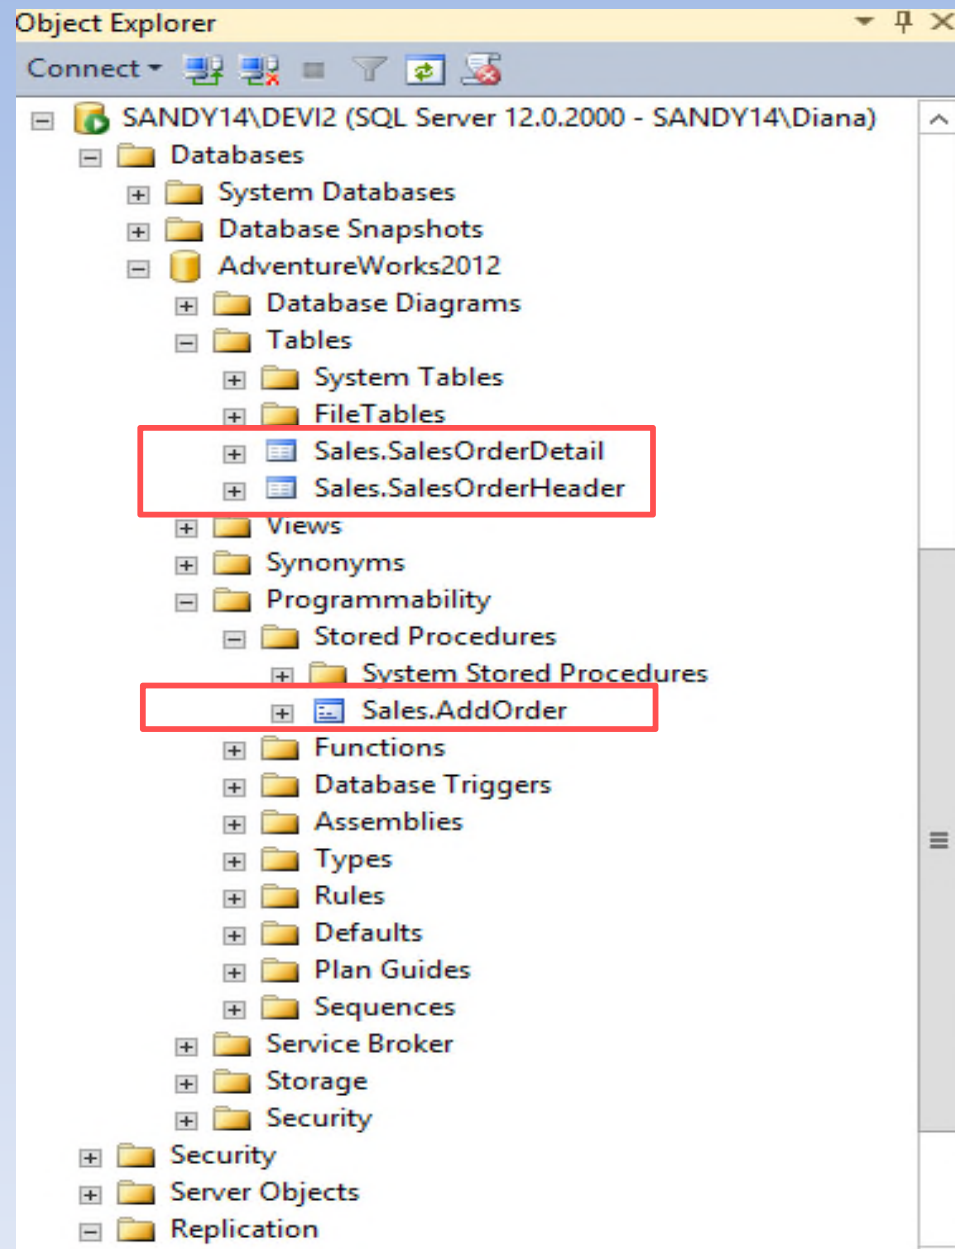 Object Explorer
Connect
SANDY14\DEVI2 (SQL Server 12.0.2000 - SANDY14\Diana)
Databases
System Databases
Database Snapshots
AdventureWorks2012
Database Diagrams
Tables
System Tables
FileTables
Sales.SalesOrderDetail
Sales.SalesOrderHeader
Views
Synonyms
Programmability
Stored Procedures
System Stored Procedures
Sales.AddOrder
Functions
Database Triggers
Assemblies
Types
Rules
Defaults
Plan Guides
Sequences
Service Broker
Storage
Security
Security
Server Objects
Replication